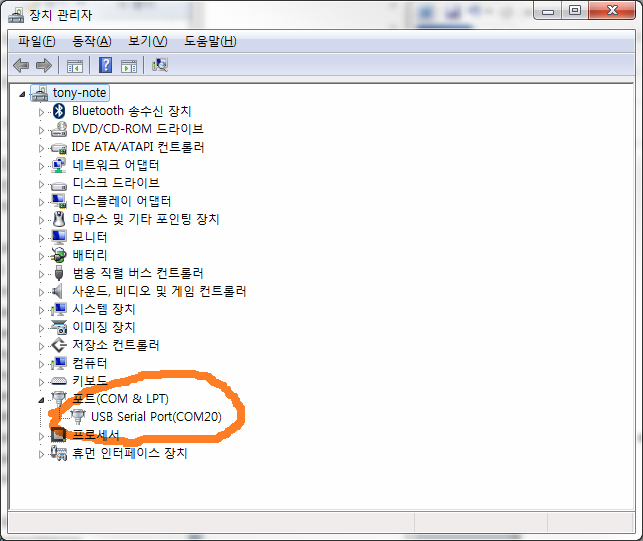 장치 관리자
파일(F) 동작(A) 보기(V) 도움말(H)
tony-note
Bluetooth 송수신 장치
DVD/CD-ROM 드라이브
IDE ATA/ATAPI 컨트롤러
네트워크 어댑터
디스크 드라이브
디스플레이 어댑터
마우스 및 기타 포인팅 장치
모니터
배터리
범용 직렬 버스 컨트롤러
사운드, 비디오 및 게임 컨트롤러
시스템 장치
이미징 장치
저장소 컨트롤러
컴퓨터
키보드
포트(COM & LPT)
USB Serial Port(COM20)
프로세서
휴먼 인터페이스 장치